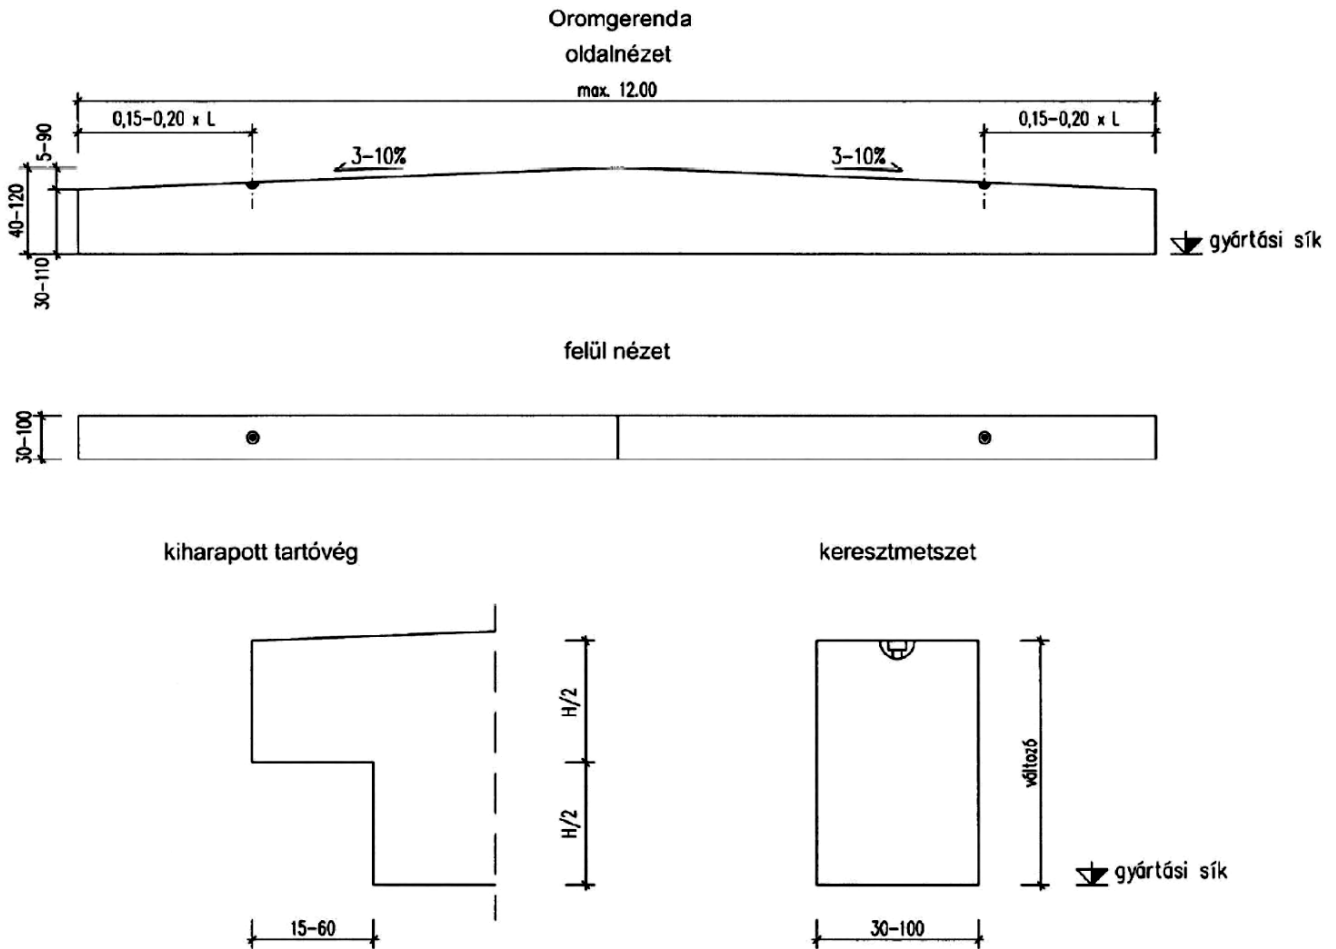 Oromgerenda
oldalnézet
max. 12.00
0,15-0,20 x L
0,15-0,20 x L
5-90
3-10%
3-10%
40-120
30-110
gyártási sík
felül nézet
30-100
kiharapott tartóvég
keresztmetszet
H/2
H/2
változó
gyártási sík
15-60
30-100